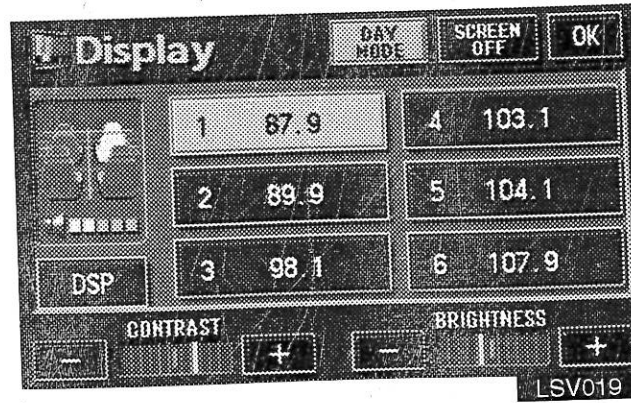 Display DAY MODE SCREEN OFF OK
1 87.9 4 103.1
2 89.9 5 104.1
DSP 3 98.1 6 107.9
CONTRAST BRIGHTNESS
- + - +
LSV019